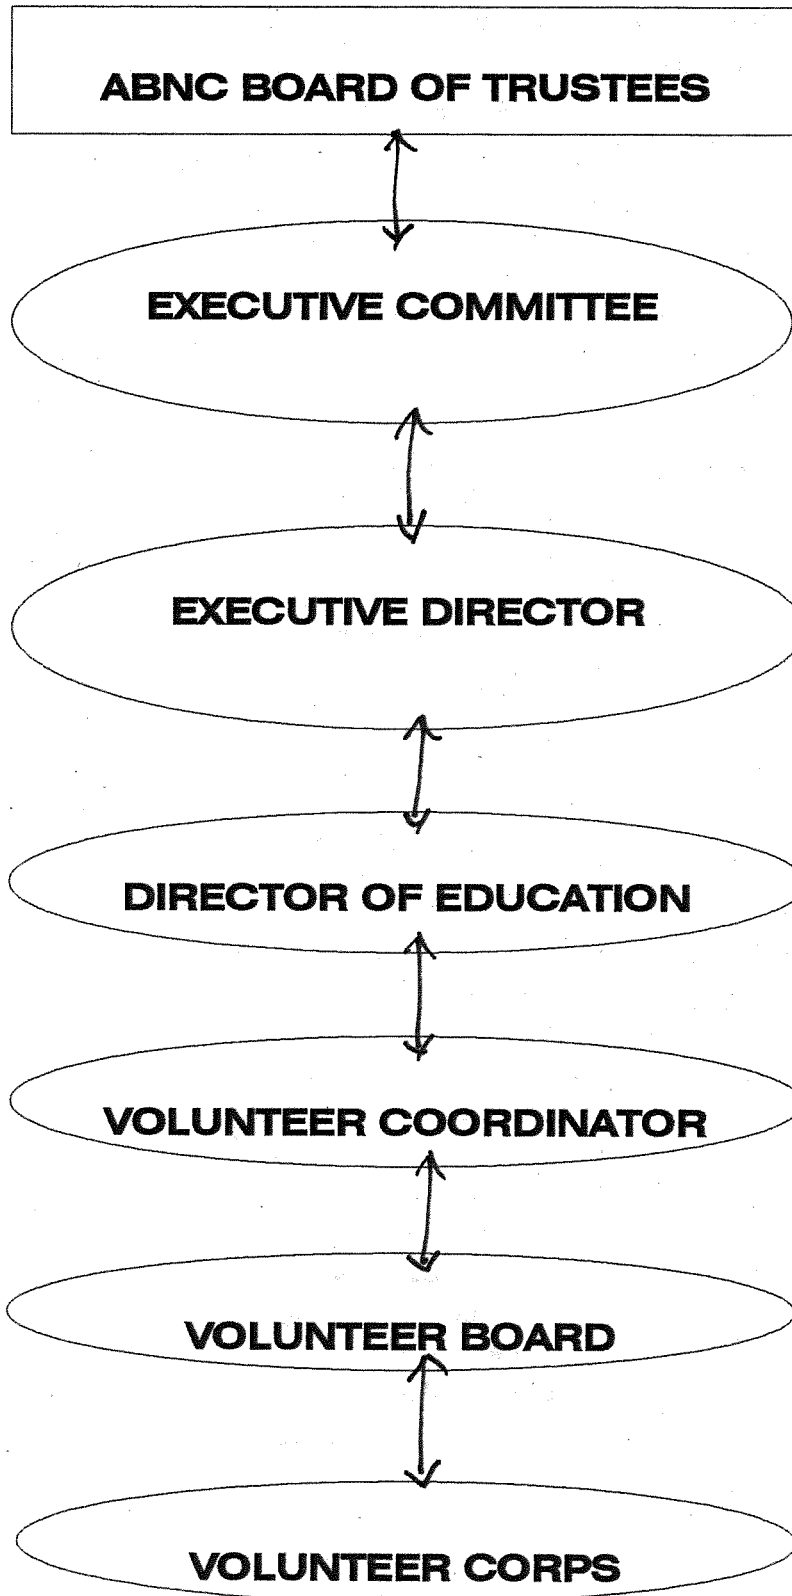 ABNC BOARD OF TRUSTEES
EXECUTIVE COMMITTEE
EXECUTIVE DIRECTOR
DIRECTOR OF EDUCATION
VOLUNTEER COORDINATOR
VOLUNTEER BOARD
VOLUNTEER CORPS